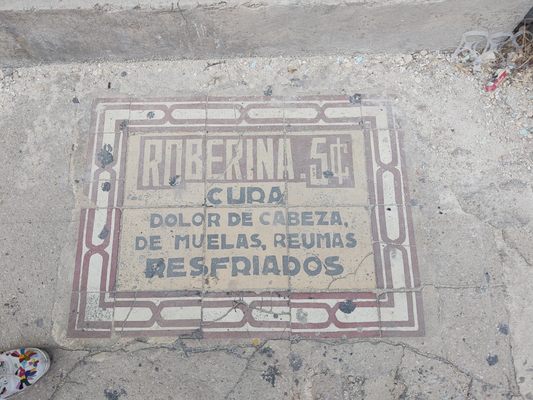 ROBERINA.5¢
CURA
DOLOR DE CABEZA,
DE MUELAS, REUMAS
RESFRIADOS